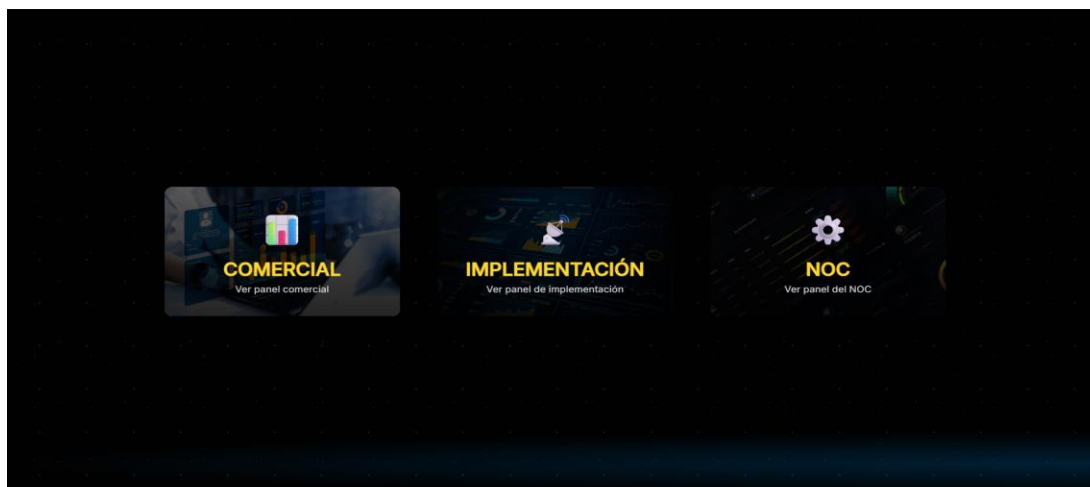 COMERCIAL
Ver panel comercial
IMPLEMENTACIÓN
Ver panel de implementación
NOC
Ver panel del NOC